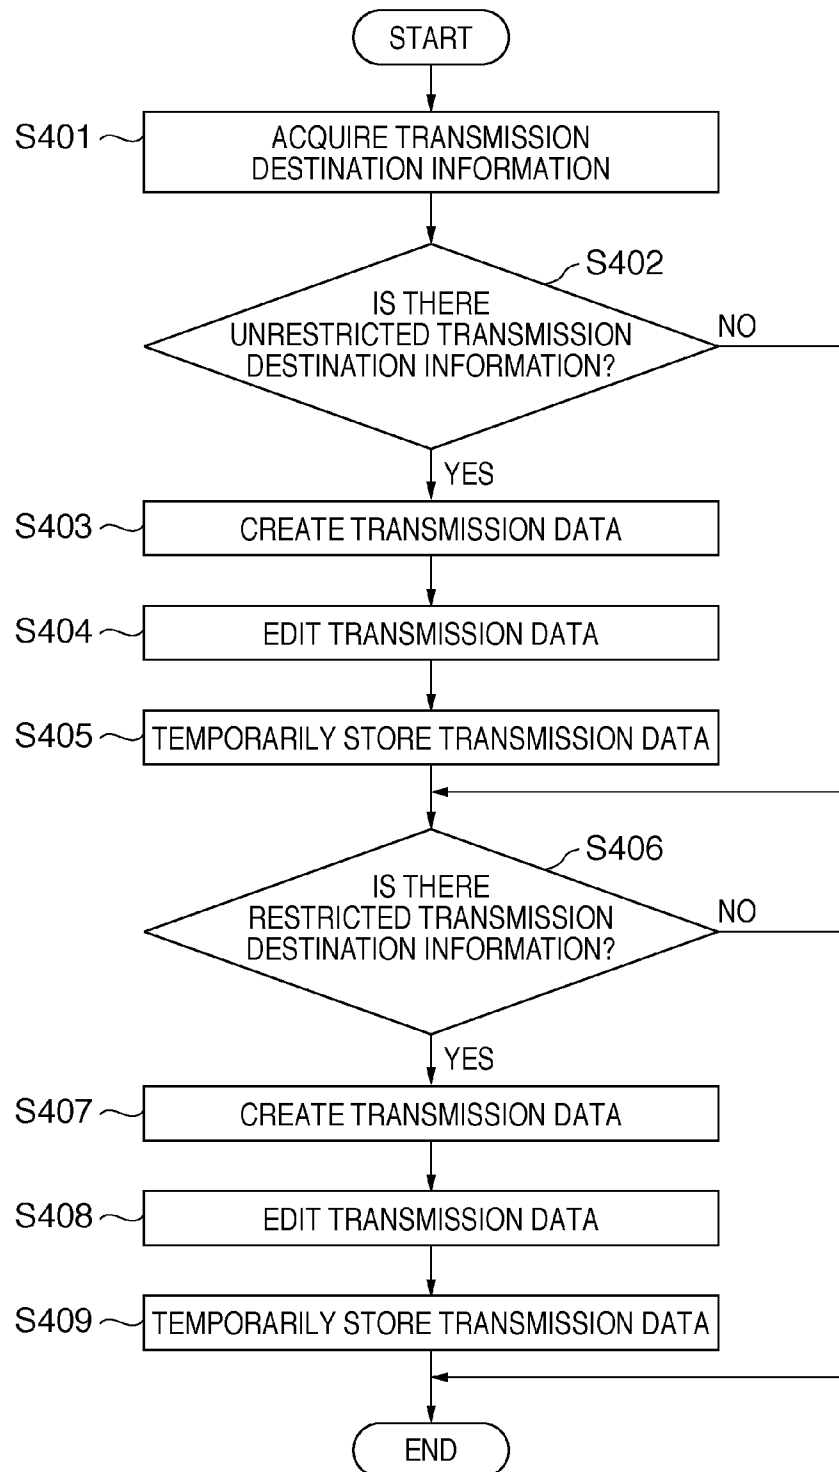 START
S401
ACQUIRE TRANSMISSION
DESTINATION INFORMATION
S402
IS THERE
UNRESTRICTED TRANSMISSION
DESTINATION INFORMATION?
NO
YES
S403
CREATE TRANSMISSION DATA
S404
EDIT TRANSMISSION DATA
S405
TEMPORARILY STORE TRANSMISSION DATA
S406
IS THERE
RESTRICTED TRANSMISSION
DESTINATION INFORMATION?
NO
YES
S407
CREATE TRANSMISSION DATA
S408
EDIT TRANSMISSION DATA
S409
TEMPORARILY STORE TRANSMISSION DATA
END